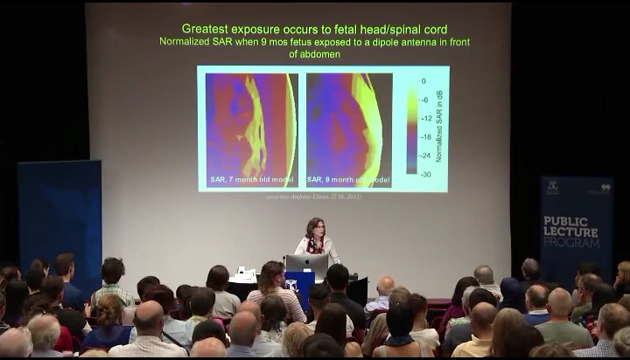 Greatest exposure occurs to fetal head/spinal cord
Normalized SAR when 9 mos fetus exposed to a dipole antenna in front
of abdomen
0
-6
-12
-18
-24
-30
Normalized SAR in dB
SAR, 7 month old model
SAR, 9 month old model
PUBLIC
LECTURE
PROGRAM